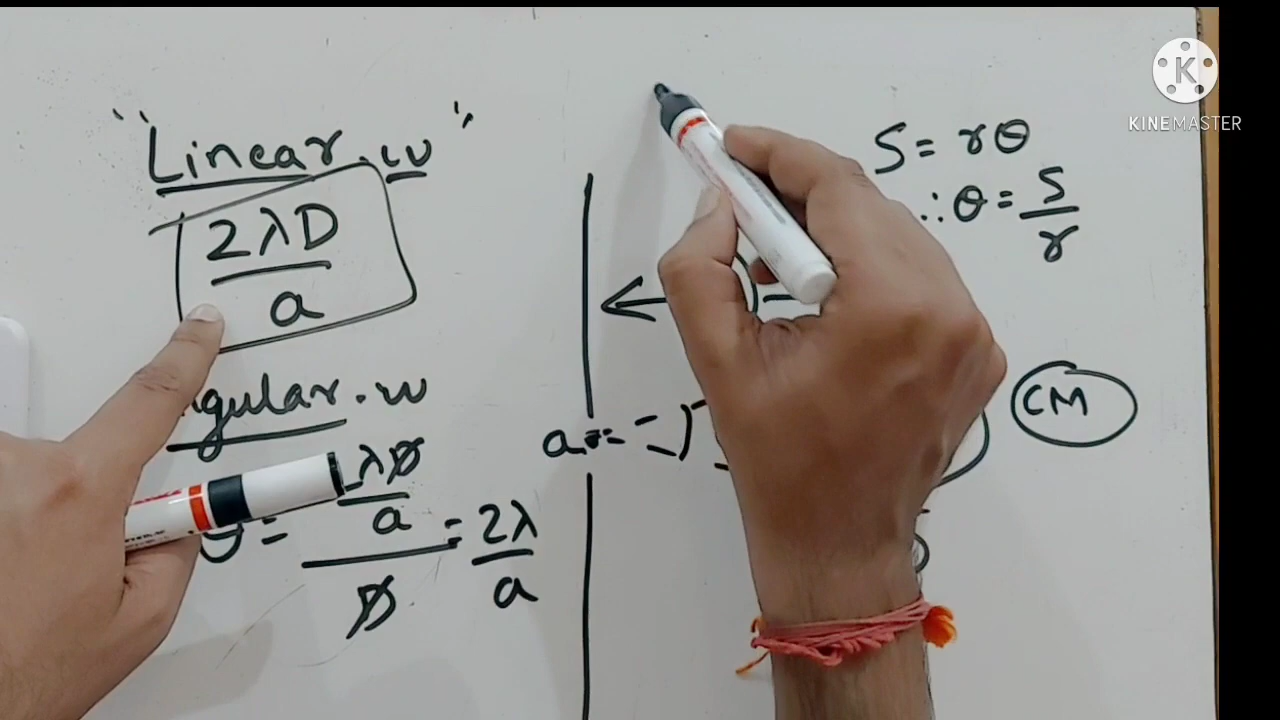 "Linear.w"
2λD
a
ngular.w
λD
a
= 2λ
a
D
a
S = rθ
∴ θ = S
r
CM
K
KINEMASTER